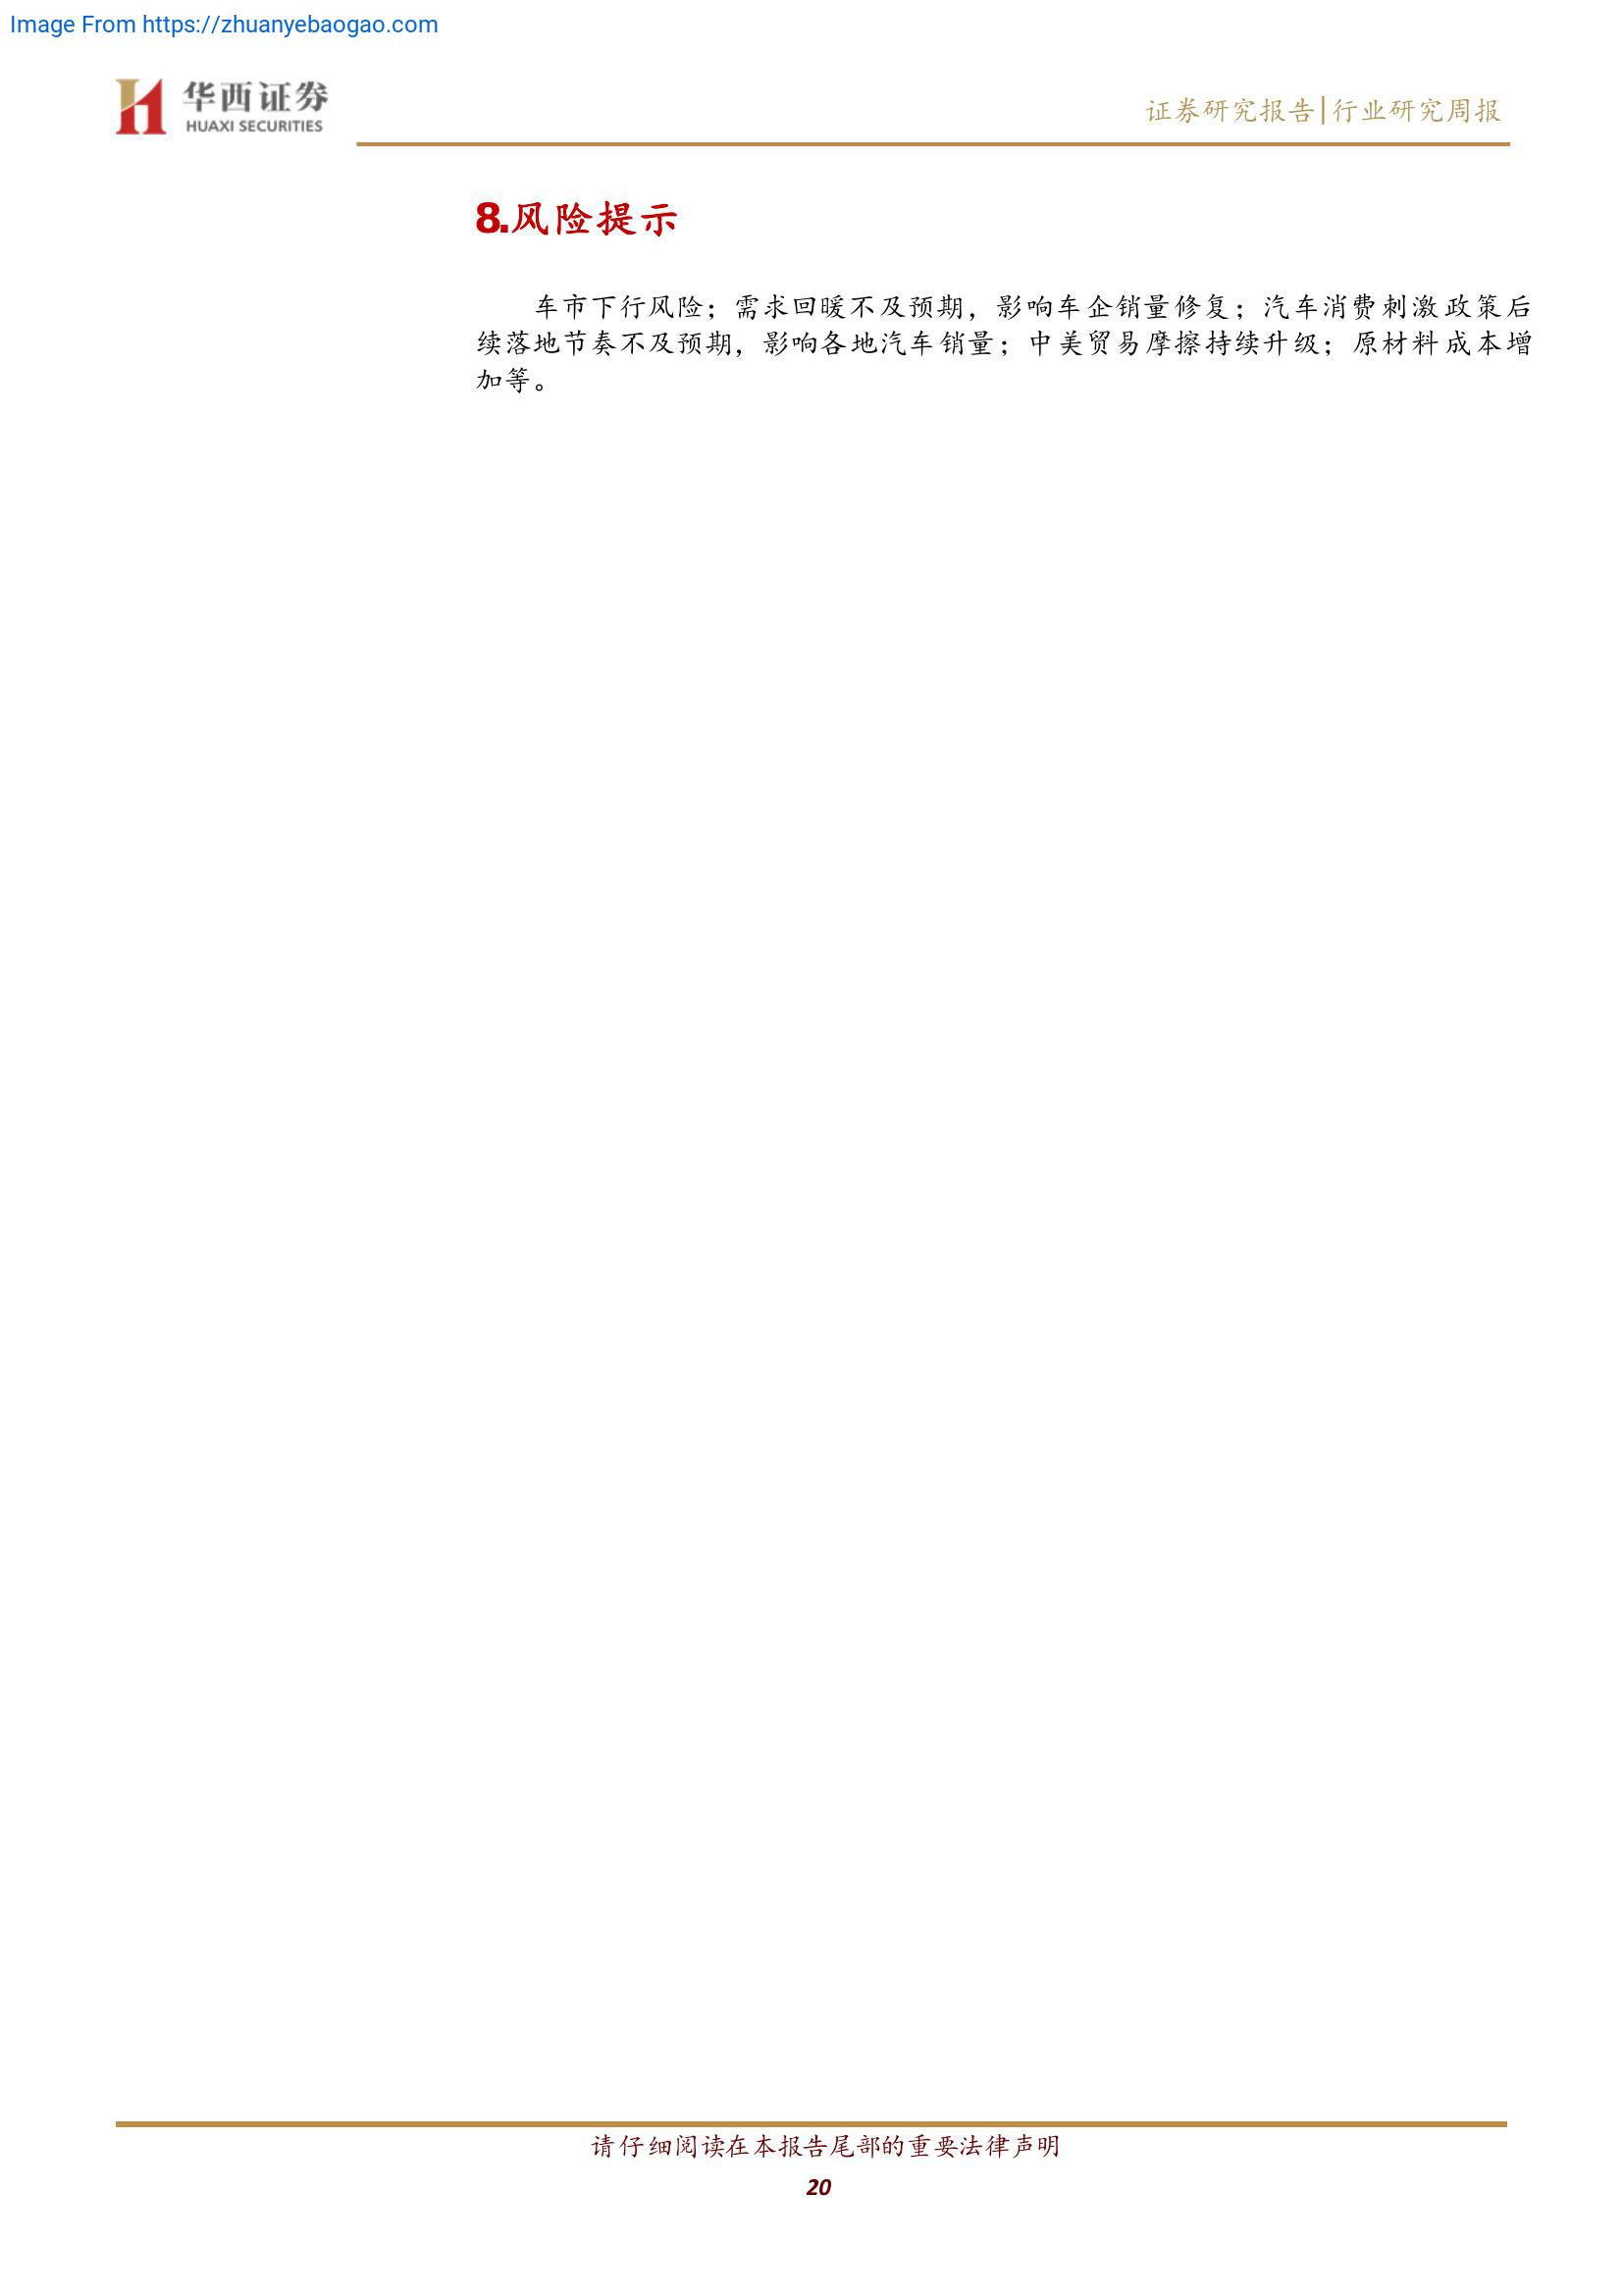 Image From https://zhuanyebaogao.com
华西证券
HUAXI SECURITIES
证券研究报告|行业研究周报
8.风险提示
车市下行风险；需求回暖不及预期，影响车企销量修复；汽车消费刺激政策后
续落地节奏不及预期，影响各地汽车销量；中美贸易摩擦持续升级；原材料成本增
加等。
请仔细阅读在本报告尾部的重要法律声明
20